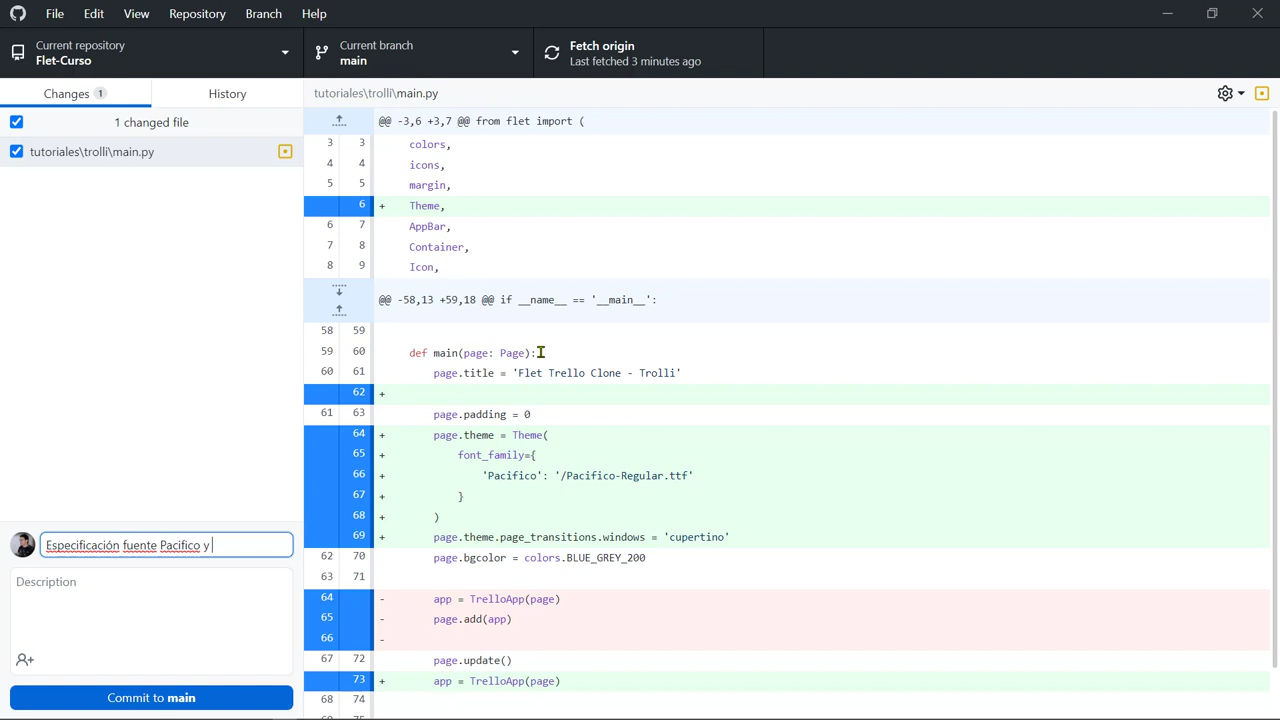 File Edit View Repository Branch Help
Current repository
Flet-Curso
Current branch
main
Fetch origin
Last fetched 3 minutes ago
Changes 1
History
tutoriales\trolli\main.py
1 changed file
tutoriales\trolli\main.py
@@ -3,6 +3,7 @@ from flet import (
3 3 colors,
4 4 icons,
5 5 margin,
6 + Theme,
6 7 AppBar,
7 8 Container,
8 9 Icon,
@@ -58,13 +59,18 @@ if __name__ == '__main__':
58 59
59 60 def main(page: Page):
60 61 page.title = 'Flet Trello Clone - Trolli'
62 +
61 63 page.padding = 0
64 + page.theme = Theme(
65 + font_family={
66 + 'Pacifico': '/Pacifico-Regular.ttf'
67 + }
68 + )
69 + page.theme.page_transitions.windows = 'cupertino'
62 70 page.bgcolor = colors.BLUE_GREY_200
63 71
64 - app = TrelloApp(page)
65 - page.add(app)
66 -
67 72 page.update()
73 + app = TrelloApp(page)
68 74
Especificación fuente Pacifico y
Description
Commit to main